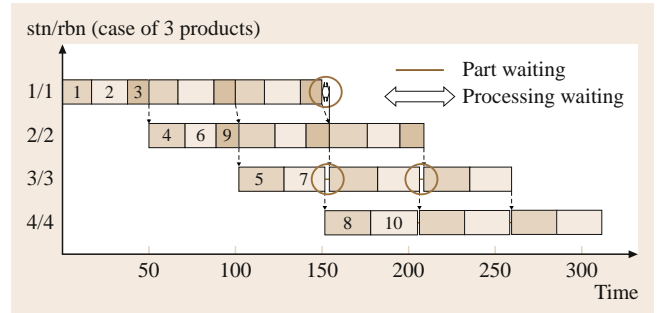 stn/rbn (case of 3 products)
Part waiting
Processing waiting
1/1 1 2 3
2/2 4 6 9
3/3 5 7
4/4 8 10
50 100 150 200 250 300
Time